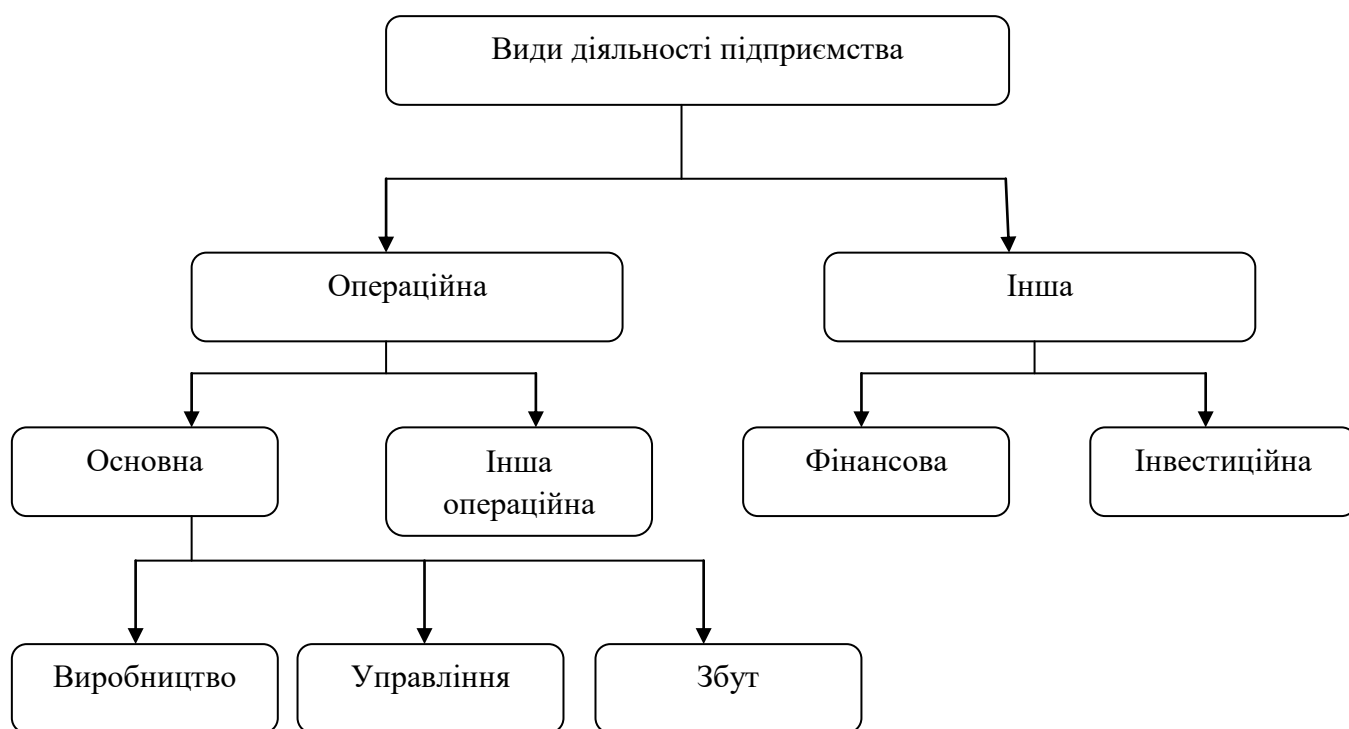 Види діяльності підприємства
Операційна
Інша
Основна
Інша
операційна
Фінансова
Інвестиційна
Виробництво
Управління
Збут